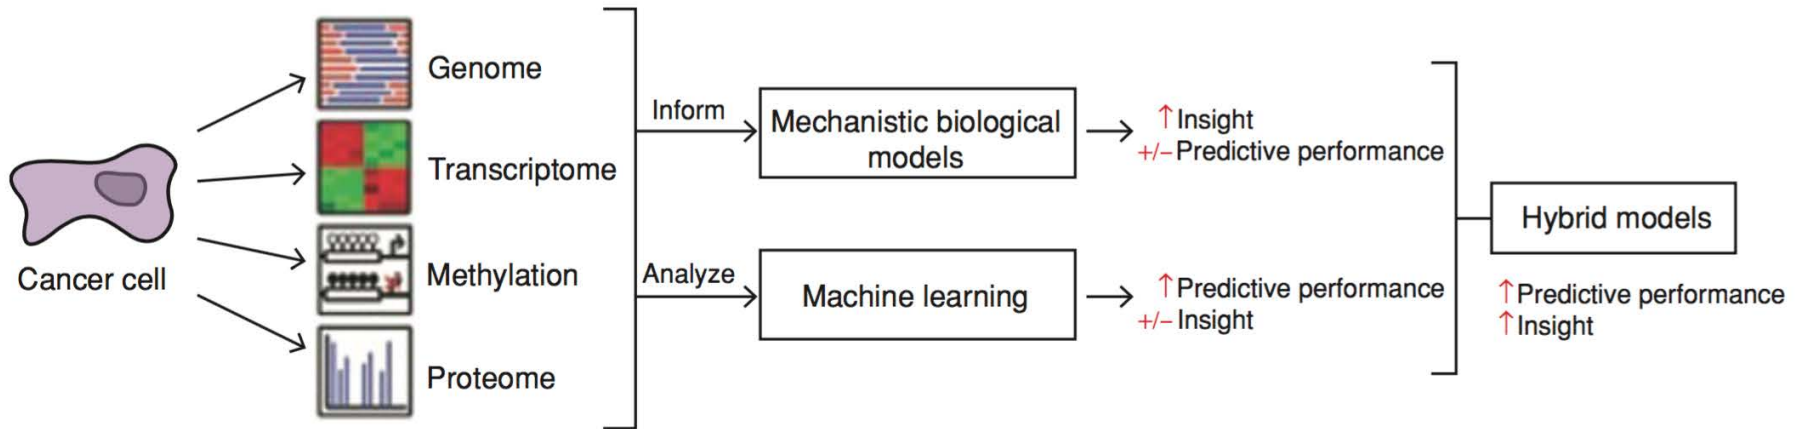 Cancer cell
Genome
Transcriptome
Methylation
Proteome
Inform
Analyze
Mechanistic biological
models
Machine learning
↑Insight
+/– Predictive performance
↑Predictive performance
+/– Insight
Hybrid models
↑Predictive performance
↑Insight